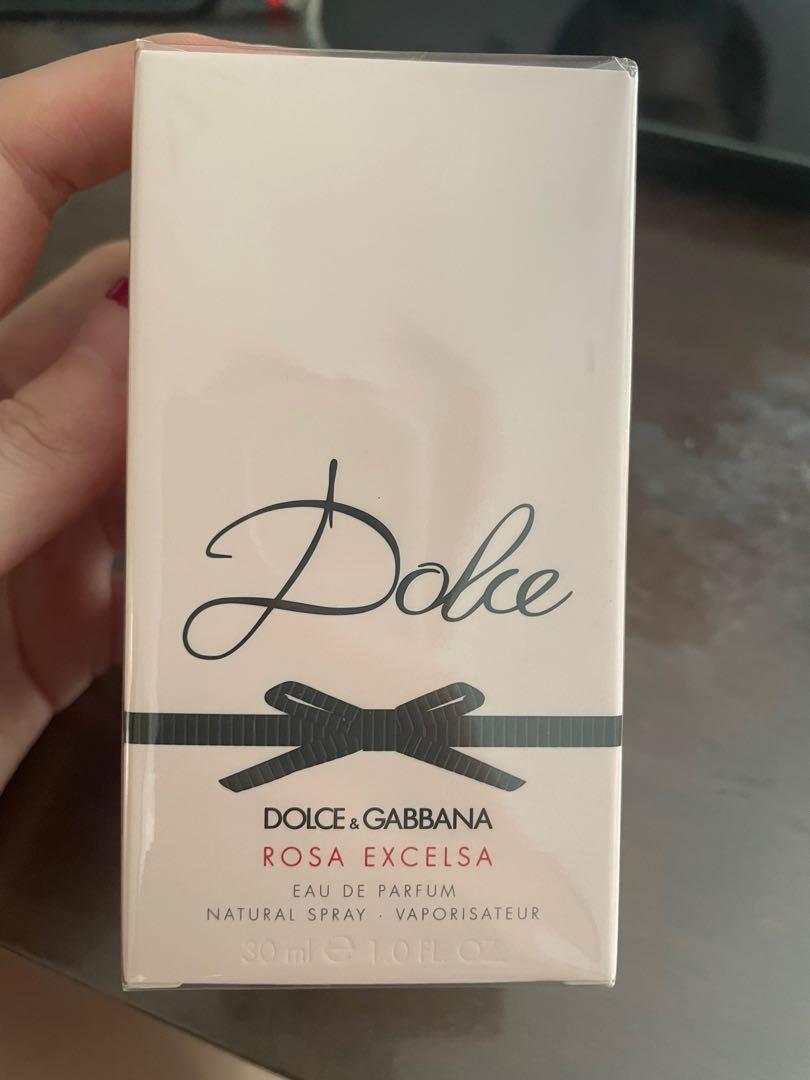 Dolce
DOLCE & GABBANA
ROSA EXCELSA
EAU DE PARFUM
NATURAL SPRAY · VAPORISATEUR
30 ml ℮ 1.0 FL. OZ.